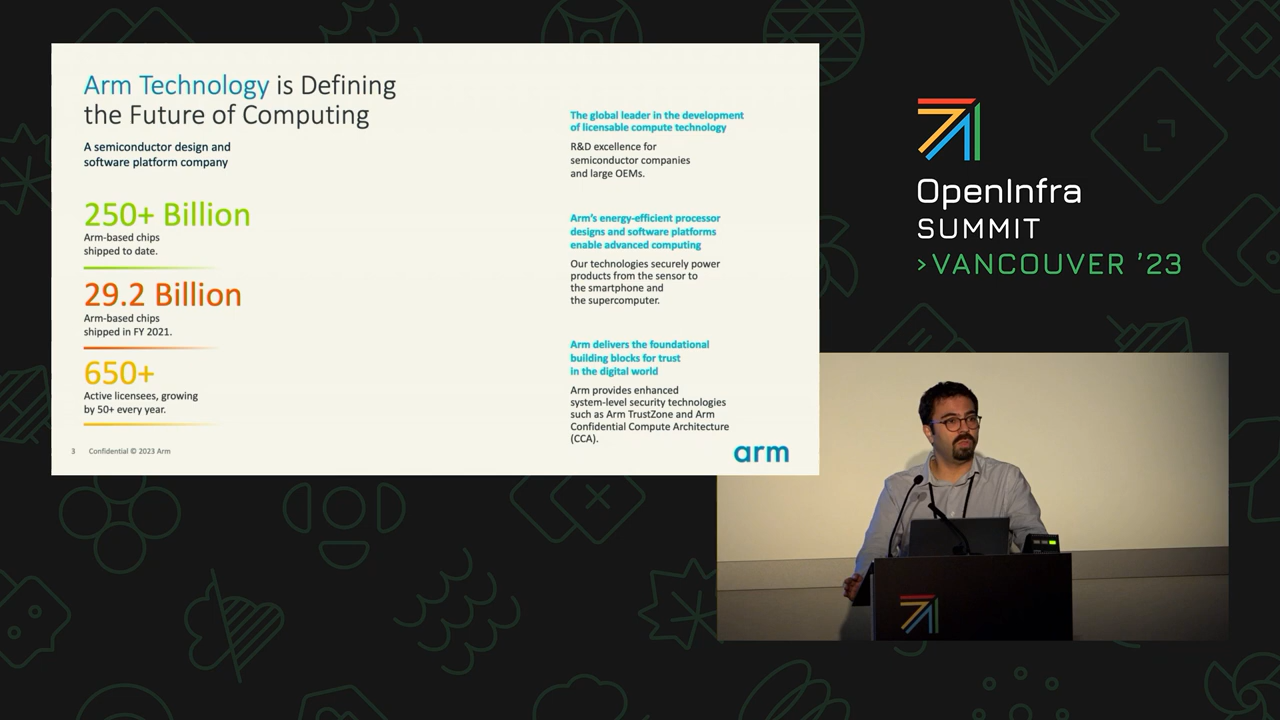 Arm Technology is Defining
the Future of Computing
A semiconductor design and
software platform company
250+ Billion
Arm-based chips
shipped to date.
29.2 Billion
Arm-based chips
shipped in FY 2021.
650+
Active licensees, growing
by 50+ every year.
The global leader in the development
of licensable compute technology
R&D excellence for
semiconductor companies
and large OEMs.
Arm's energy-efficient processor
designs and software platforms
enable advanced computing
Our technologies securely power
products from the sensor to
the smartphone and
the supercomputer.
Arm delivers the foundational
building blocks for trust
in the digital world
Arm provides enhanced
system-level security technologies
such as Arm TrustZone and Arm
Confidential Compute Architecture
(CCA).
3 Confidential © 2023 Arm
arm
OpenInfra
SUMMIT
>VANCOUVER '23